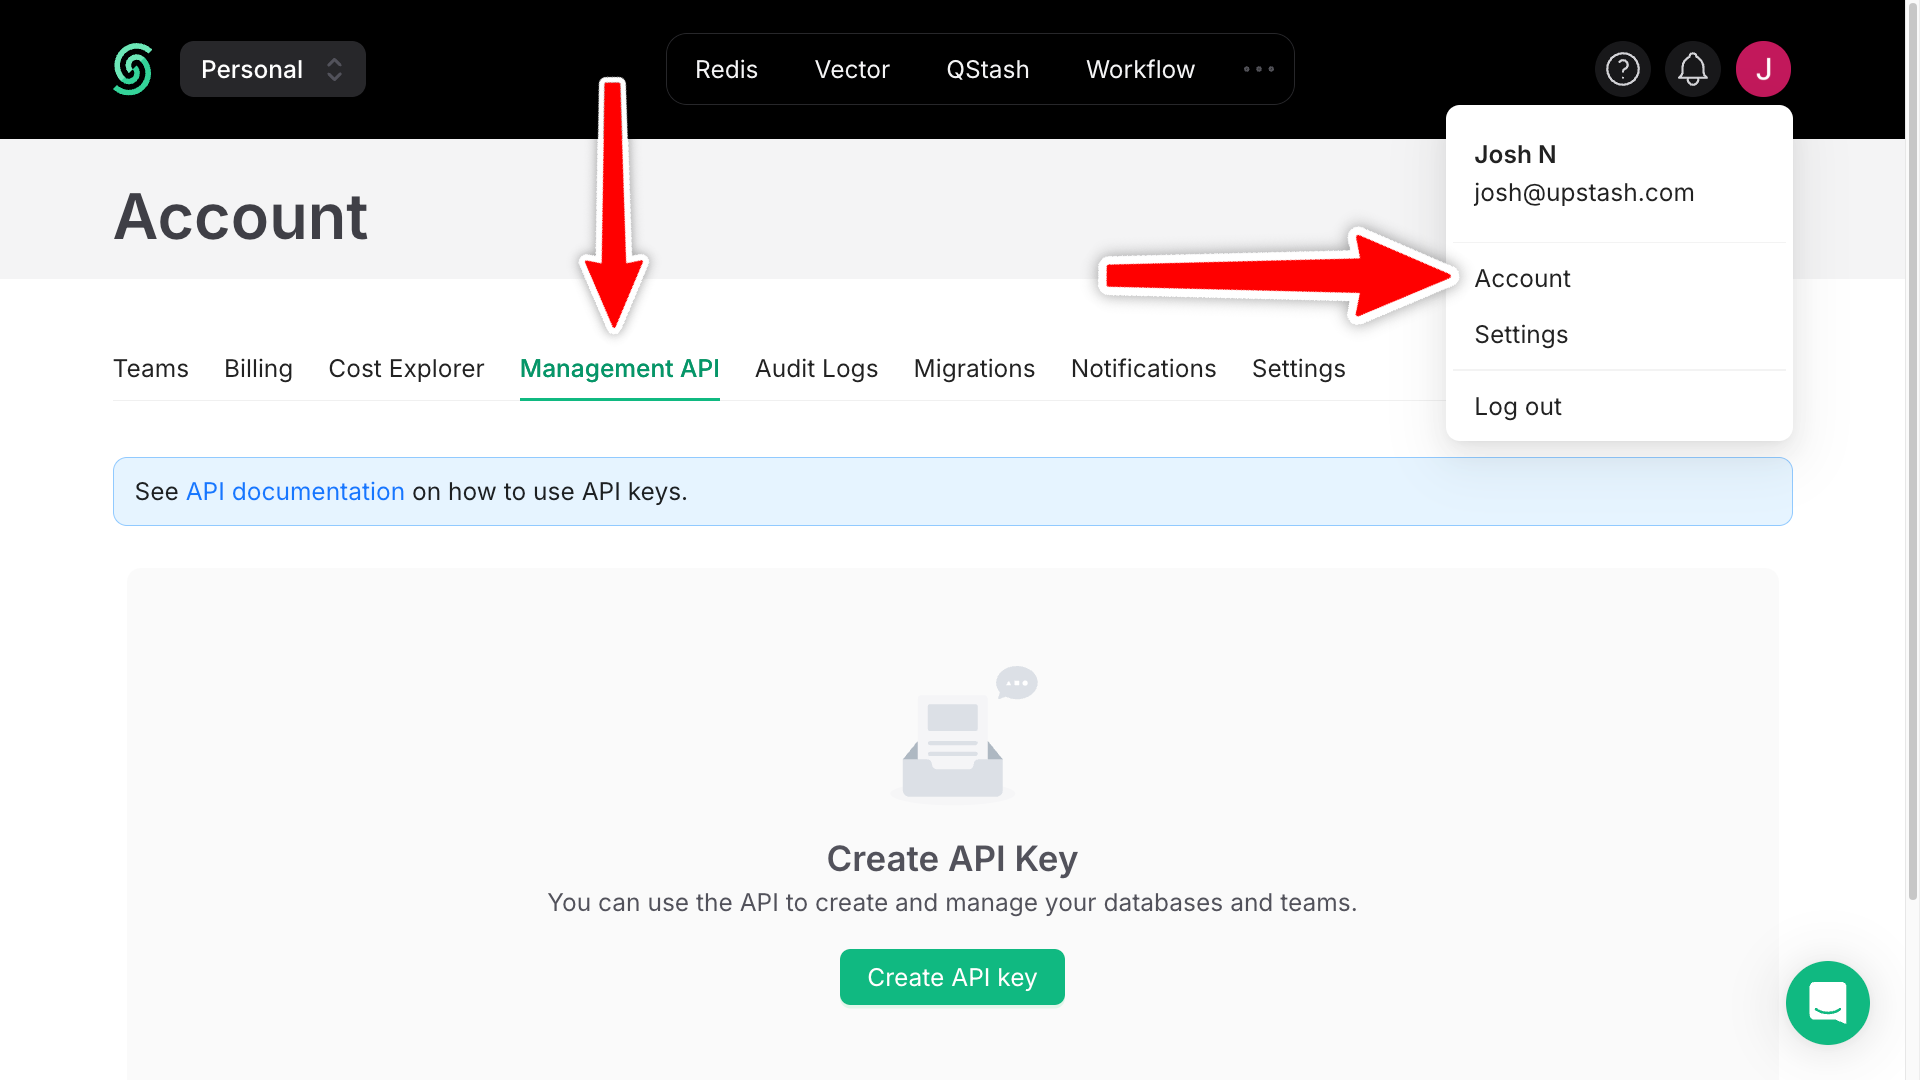 Personal
Redis Vector QStash Workflow
J
Josh N
josh@upstash.com
Account
Settings
Log out
Account
Teams Billing Cost Explorer Management API Audit Logs Migrations Notifications Settings
See API documentation on how to use API keys.
Create API Key
You can use the API to create and manage your databases and teams.
Create API key